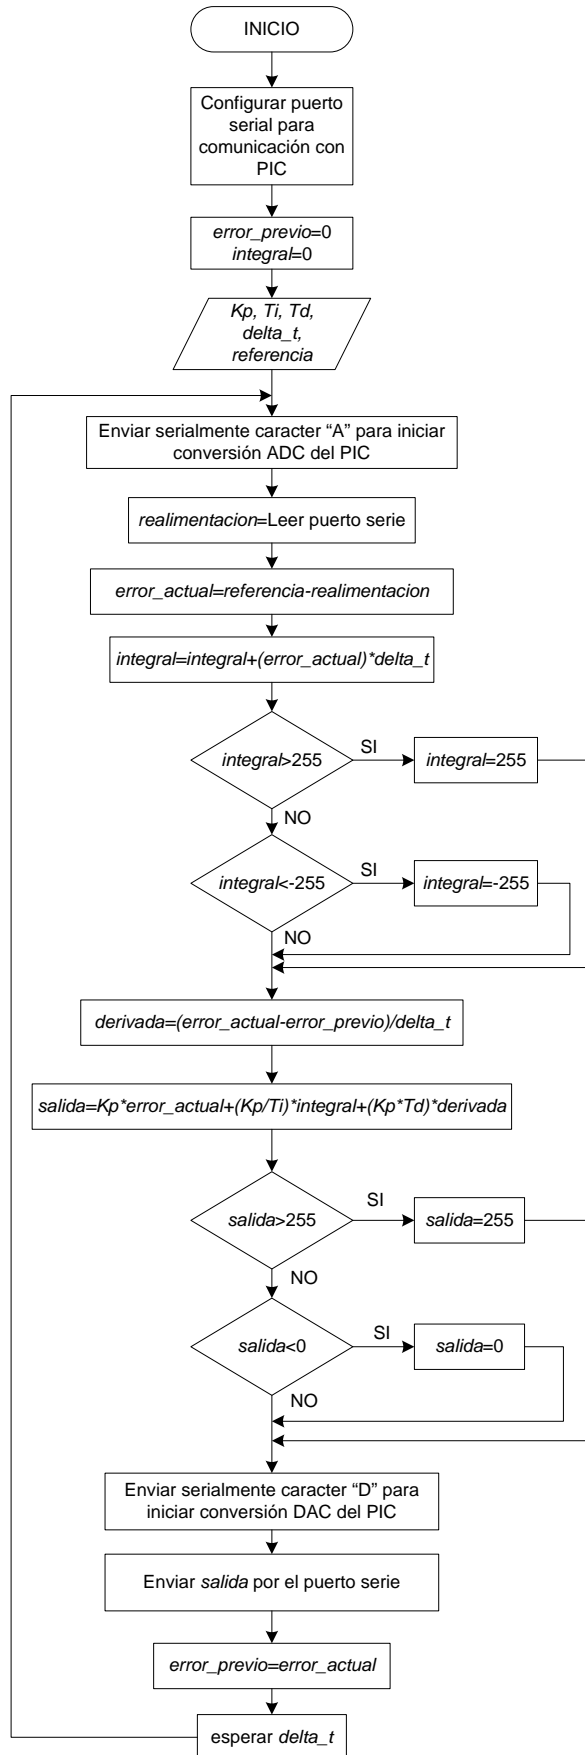 INICIO
Configurar puerto
serial para
comunicación con
PIC
error_previo=0
integral=0
Kp, Ti, Td,
delta_t,
referencia
Enviar serialmente caracter “A” para iniciar
conversión ADC del PIC
realimentacion=Leer puerto serie
error_actual=referencia-realimentacion
integral=integral+(error_actual)*delta_t
integral>255
SI
integral=255
NO
integral<-255
SI
integral=-255
NO
derivada=(error_actual-error_previo)/delta_t
salida=Kp*error_actual+(Kp/Ti)*integral+(Kp*Td)*derivada
salida>255
SI
salida=255
NO
salida<0
SI
salida=0
NO
Enviar serialmente caracter “D” para
iniciar conversión DAC del PIC
Enviar salida por el puerto serie
error_previo=error_actual
esperar delta_t